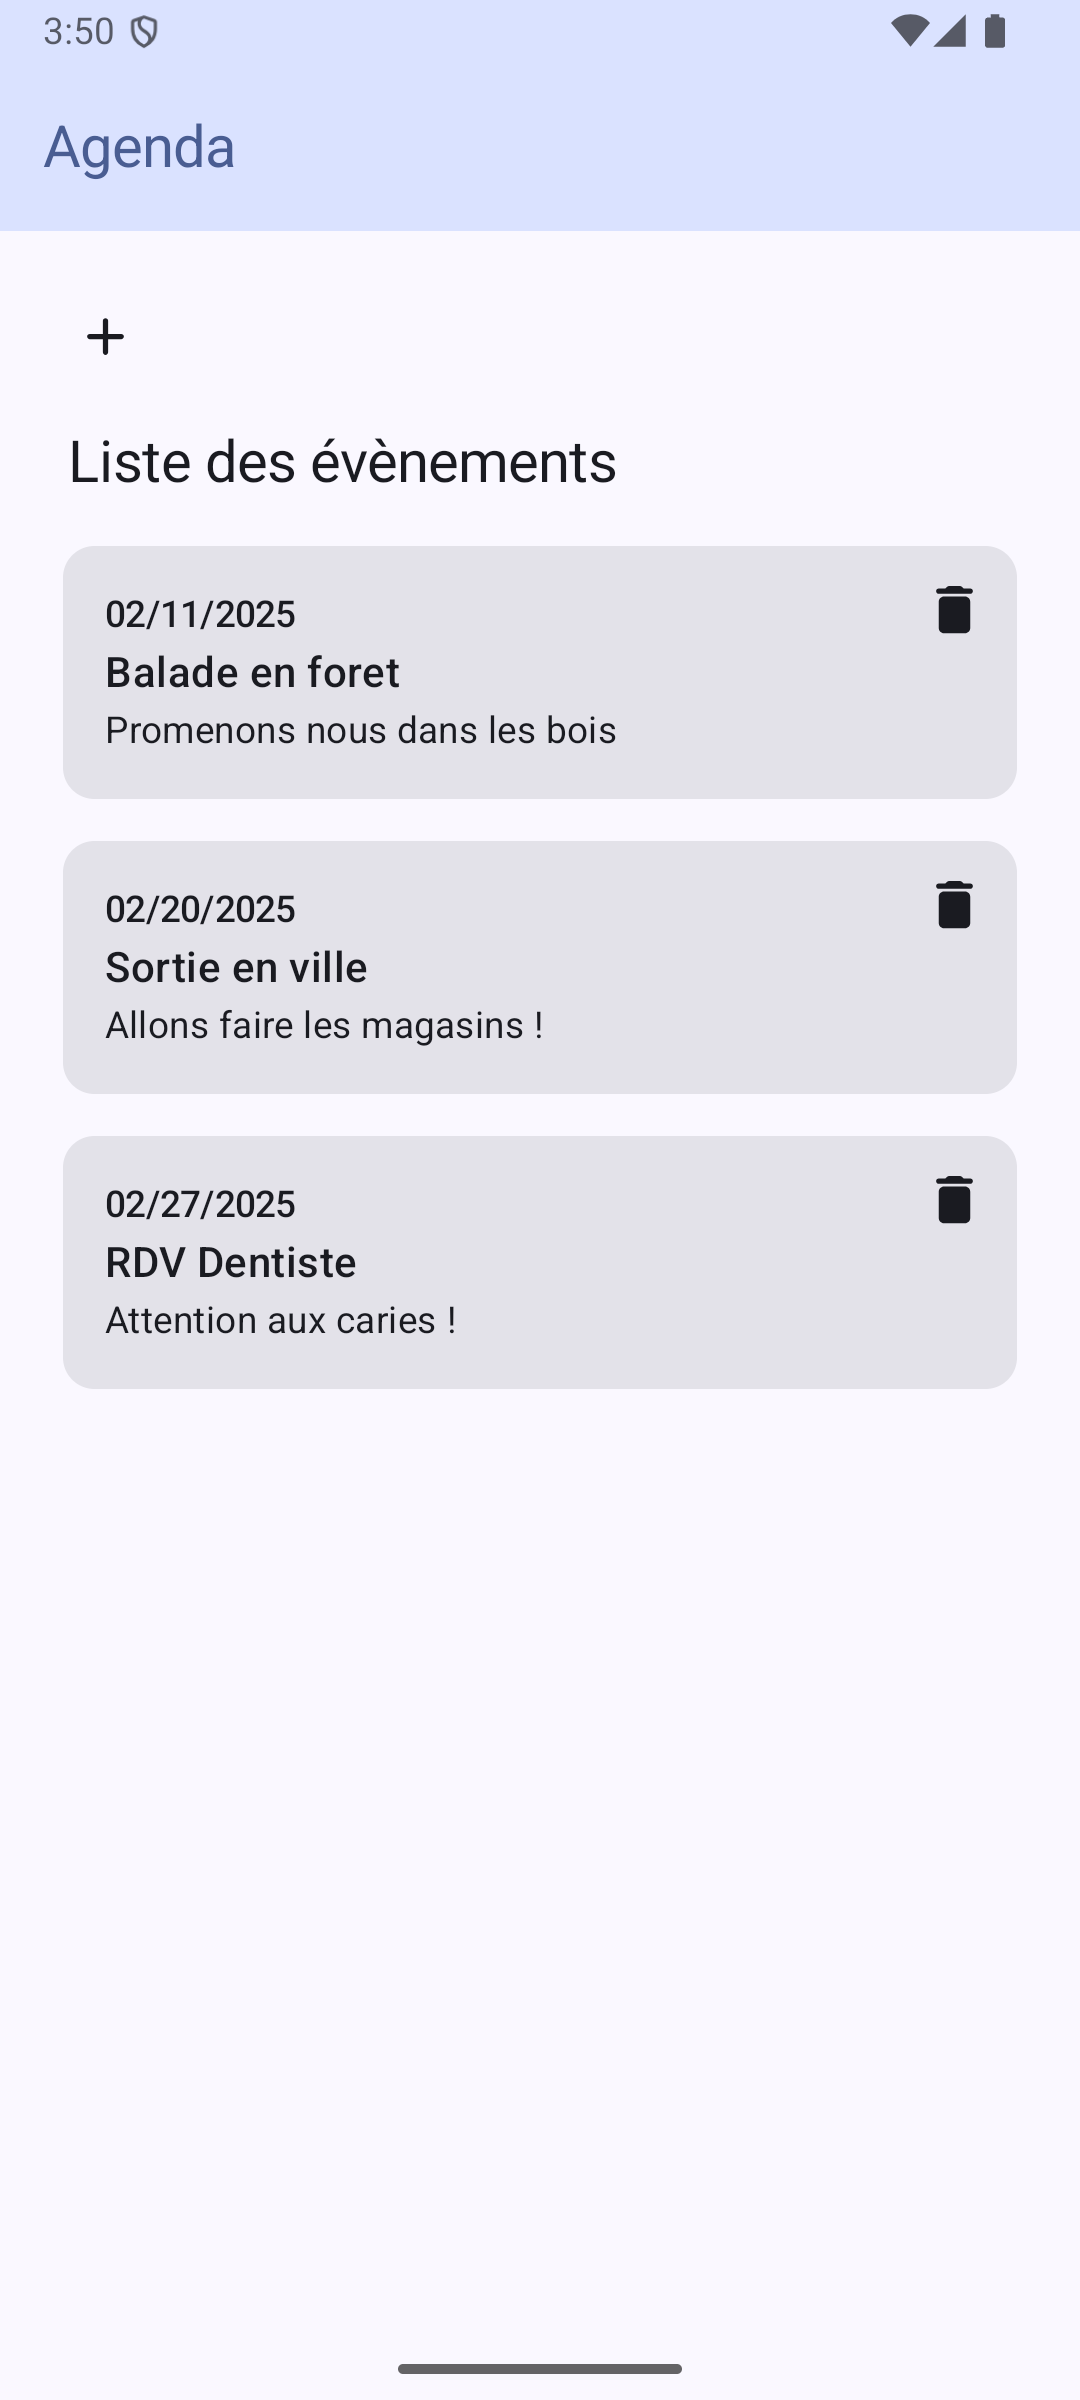 3:50
Agenda
Liste des évènements
02/11/2025
Balade en foret
Promenons nous dans les bois
02/20/2025
Sortie en ville
Allons faire les magasins !
02/27/2025
RDV Dentiste
Attention aux caries !